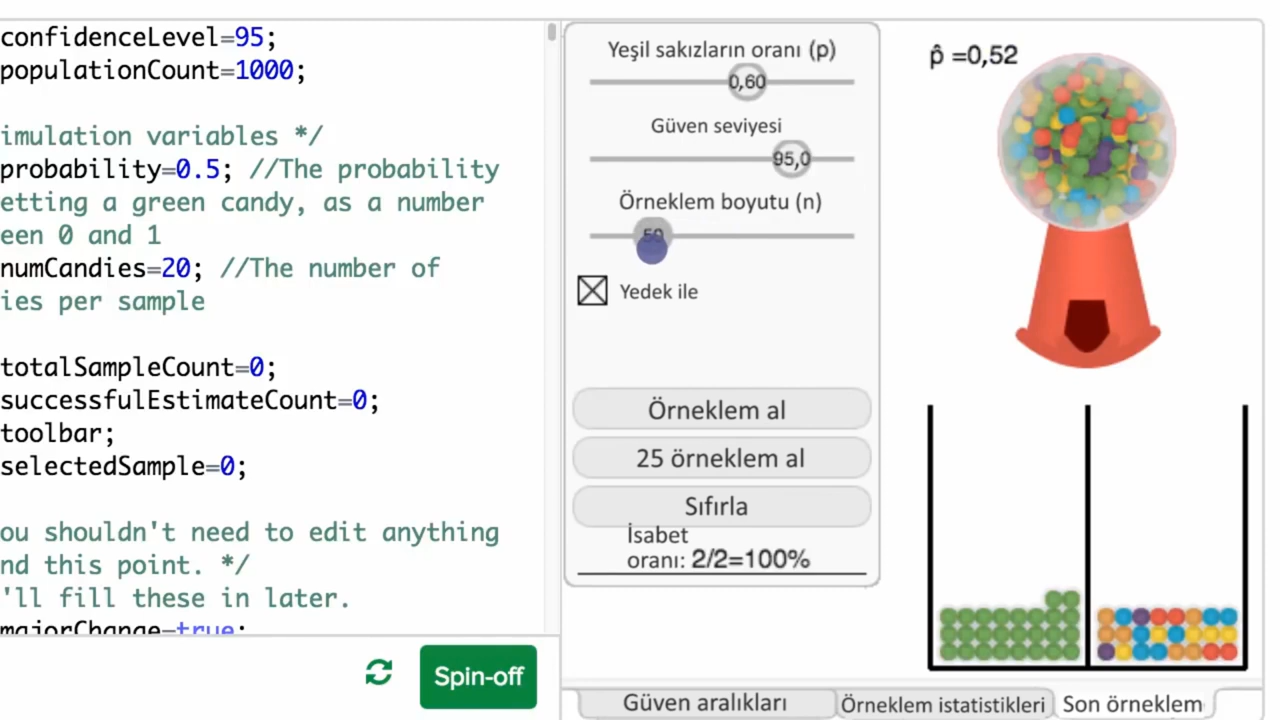 confidenceLevel=95;
populationCount=1000;
imulation variables */
probability=0.5; //The probability
etting a green candy, as a number
een 0 and 1
numCandies=20; //The number of
ies per sample
totalSampleCount=0;
successfulEstimateCount=0;
toolbar;
selectedSample=0;
ou shouldn't need to edit anything
nd this point. */
'll fill these in later.
majorChange=true;
Spin-off
Yeşil sakızların oranı (p)
0,60
Güven seviyesi
95,0
Örneklem boyutu (n)
50
Yedek ile
Örneklem al
25 örneklem al
Sıfırla
İsabet
oranı: 2/2=100%
p̂ =0,52
Güven aralıkları
Örneklem istatistikleri
Son örneklem